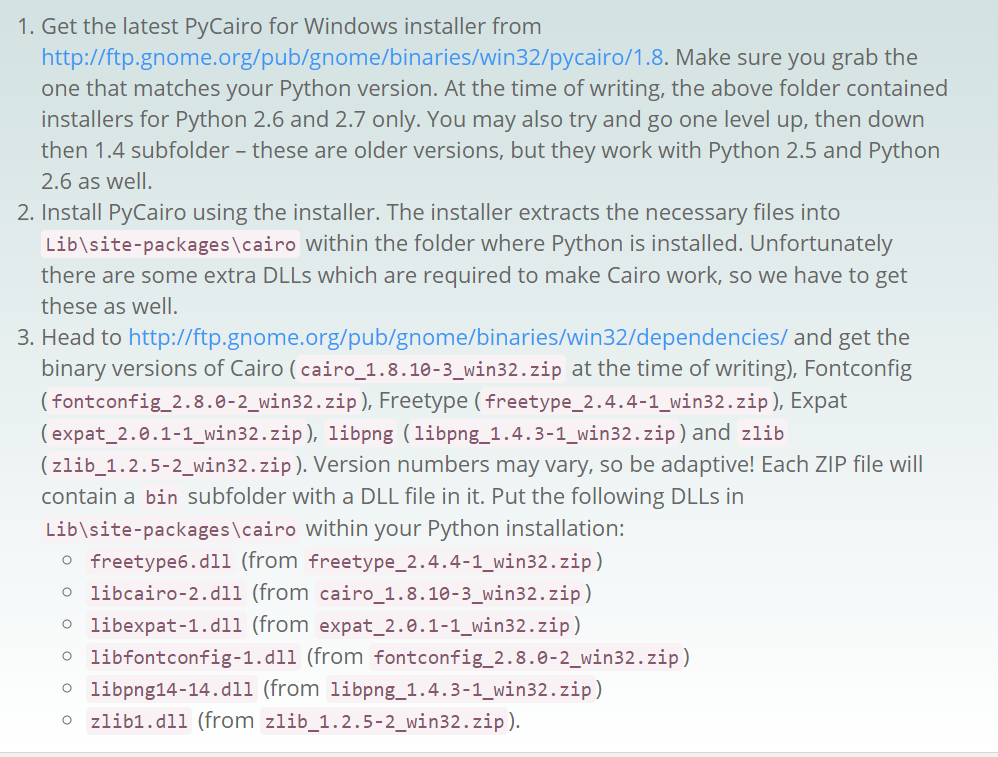 1. Get the latest PyCairo for Windows installer from
http://ftp.gnome.org/pub/gnome/binaries/win32/pycairo/1.8. Make sure you grab the
one that matches your Python version. At the time of writing, the above folder contained
installers for Python 2.6 and 2.7 only. You may also try and go one level up, then down
then 1.4 subfolder – these are older versions, but they work with Python 2.5 and Python
2.6 as well.
2. Install PyCairo using the installer. The installer extracts the necessary files into
Lib\site-packages\cairo within the folder where Python is installed. Unfortunately
there are some extra DLLs which are required to make Cairo work, so we have to get
these as well.
3. Head to http://ftp.gnome.org/pub/gnome/binaries/win32/dependencies/ and get the
binary versions of Cairo (cairo_1.8.10-3_win32.zip at the time of writing), Fontconfig
(fontconfig_2.8.0-2_win32.zip), Freetype (freetype_2.4.4-1_win32.zip), Expat
(expat_2.0.1-1_win32.zip), libpng (libpng_1.4.3-1_win32.zip) and zlib
(zlib_1.2.5-2_win32.zip). Version numbers may vary, so be adaptive! Each ZIP file will
contain a bin subfolder with a DLL file in it. Put the following DLLs in
Lib\site-packages\cairo within your Python installation:
○ freetype6.dll (from freetype_2.4.4-1_win32.zip)
○ libcairo-2.dll (from cairo_1.8.10-3_win32.zip)
○ libexpat-1.dll (from expat_2.0.1-1_win32.zip)
○ libfontconfig-1.dll (from fontconfig_2.8.0-2_win32.zip)
○ libpng14-14.dll (from libpng_1.4.3-1_win32.zip)
○ zlib1.dll (from zlib_1.2.5-2_win32.zip).